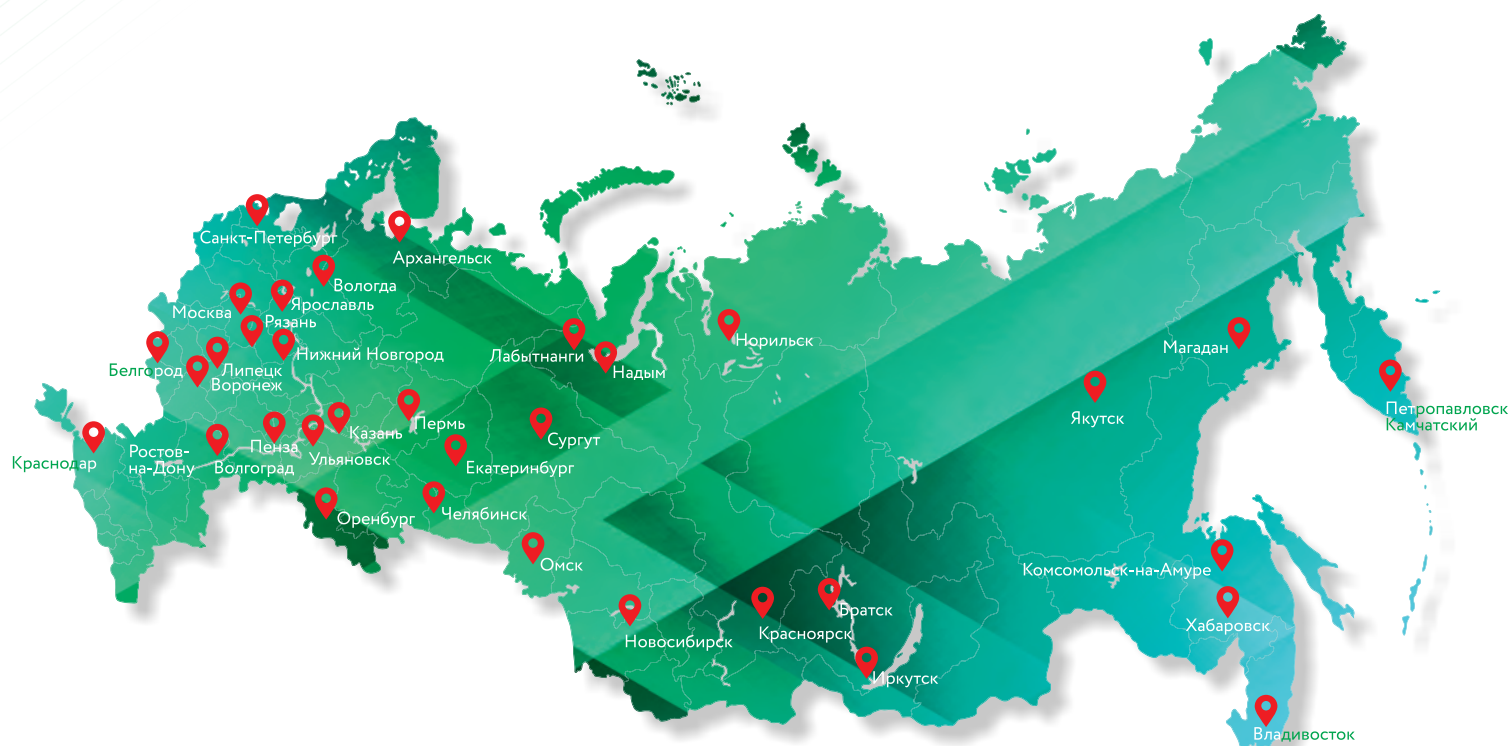 Санкт-Петербург
Архангельск
Вологда
Ярославль
Москва
Рязань
Норильск
Магадан
Нижний Новгород
Лабытнанги
Надым
Белгород
Липецк
Воронеж
Петропавловск
Камчатский
Якутск
Пермь
Казань
Сургут
Пенза
Ростов-
на-Дону
Ульяновск
Краснодар
Волгоград
Екатеринбург
Челябинск
Оренбург
Омск
Комсомольск-на-Амуре
Братск
Хабаровск
Красноярск
Новосибирск
Иркутск
Владивосток